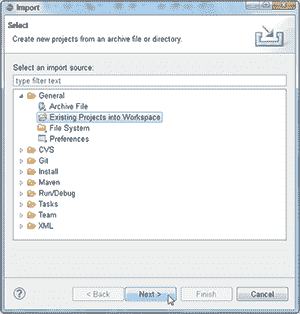 Import
Select
Create new projects from an archive file or directory.
Select an import source:
type filter text
General
Archive File
Existing Projects into Workspace
File System
Preferences
CVS
Git
Install
Maven
Run/Debug
Tasks
Team
XML
? < Back Next > Finish Cancel